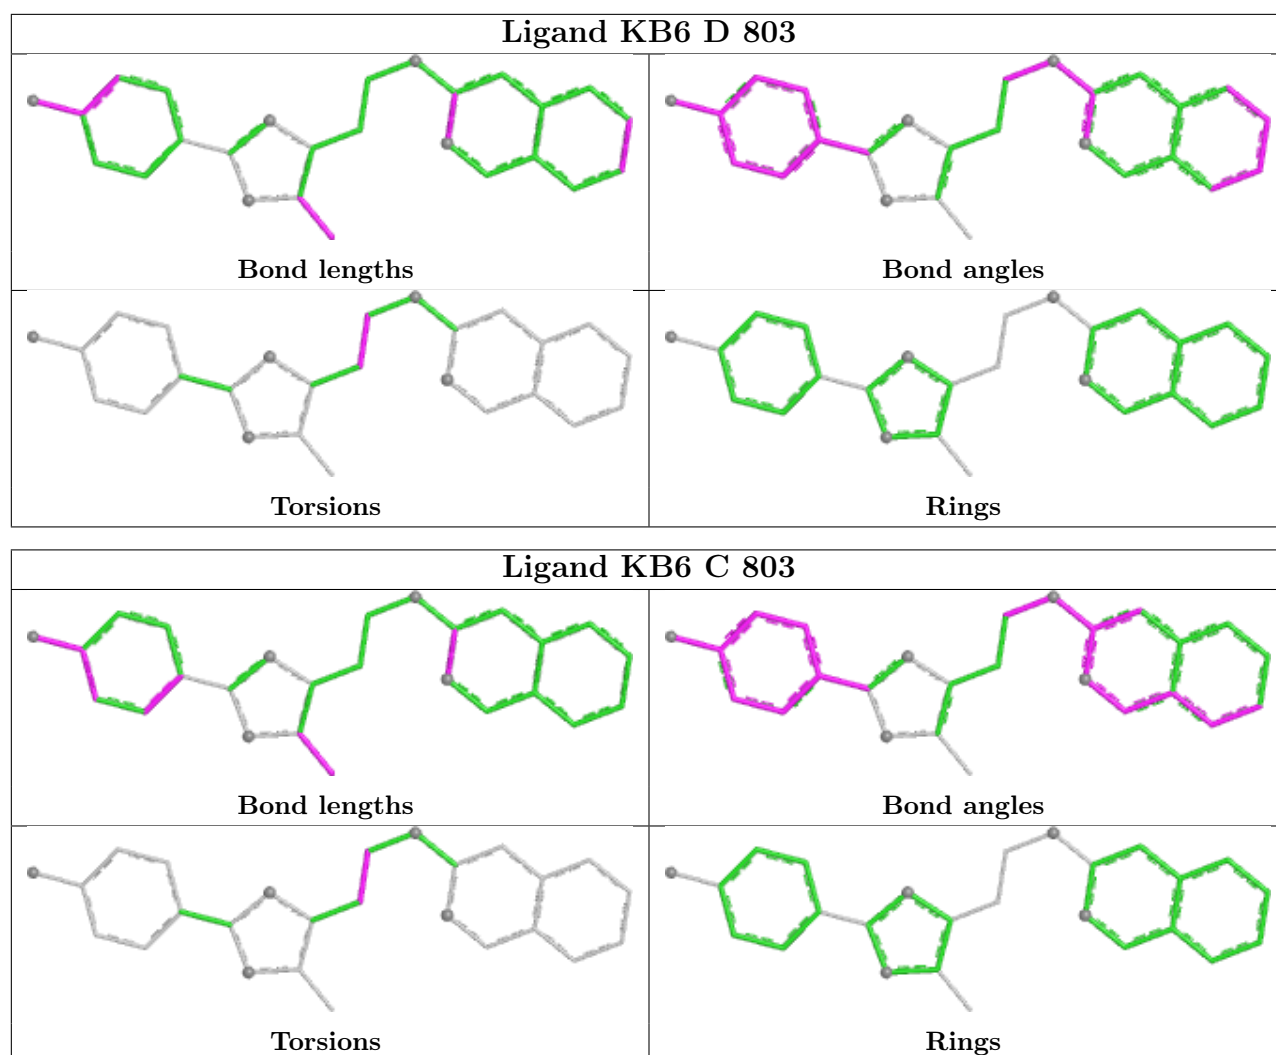 Ligand KB6 D 803
Bond lengths
Bond angles
Torsions
Rings
Ligand KB6 C 803
Bond lengths
Bond angles
Torsions
Rings